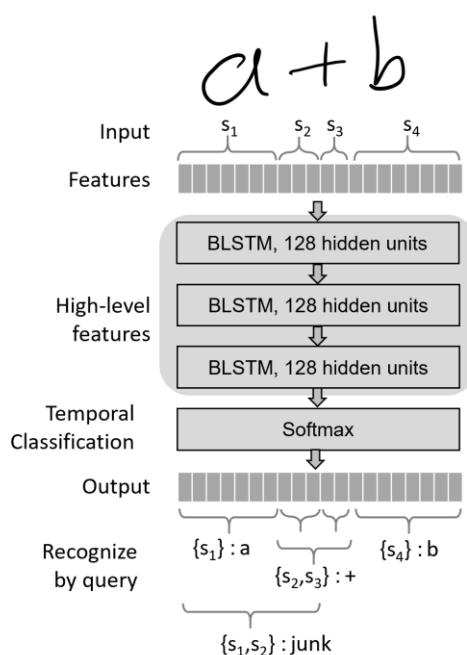 a + b
Input s₁ s₂ s₃ s₄
Features
BLSTM, 128 hidden units
High-level features
BLSTM, 128 hidden units
BLSTM, 128 hidden units
Temporal Classification
Softmax
Output
Recognize by query
{s₁} : a
{s₂,s₃} : +
{s₄} : b
{s₁,s₂} : junk